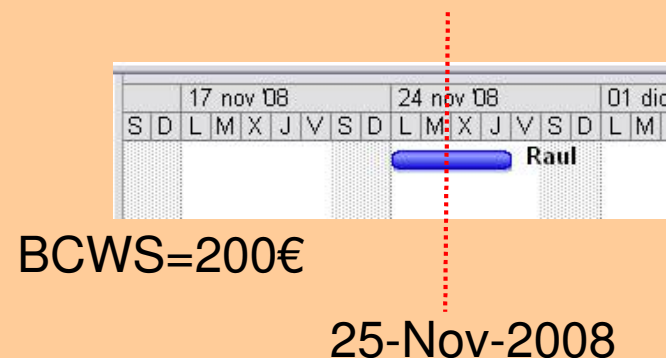 17 nov '08 24 nov '08 01 dic
S D L M X J V S D L M X J V S D L M
Raul
BCWS=200€
25-Nov-2008